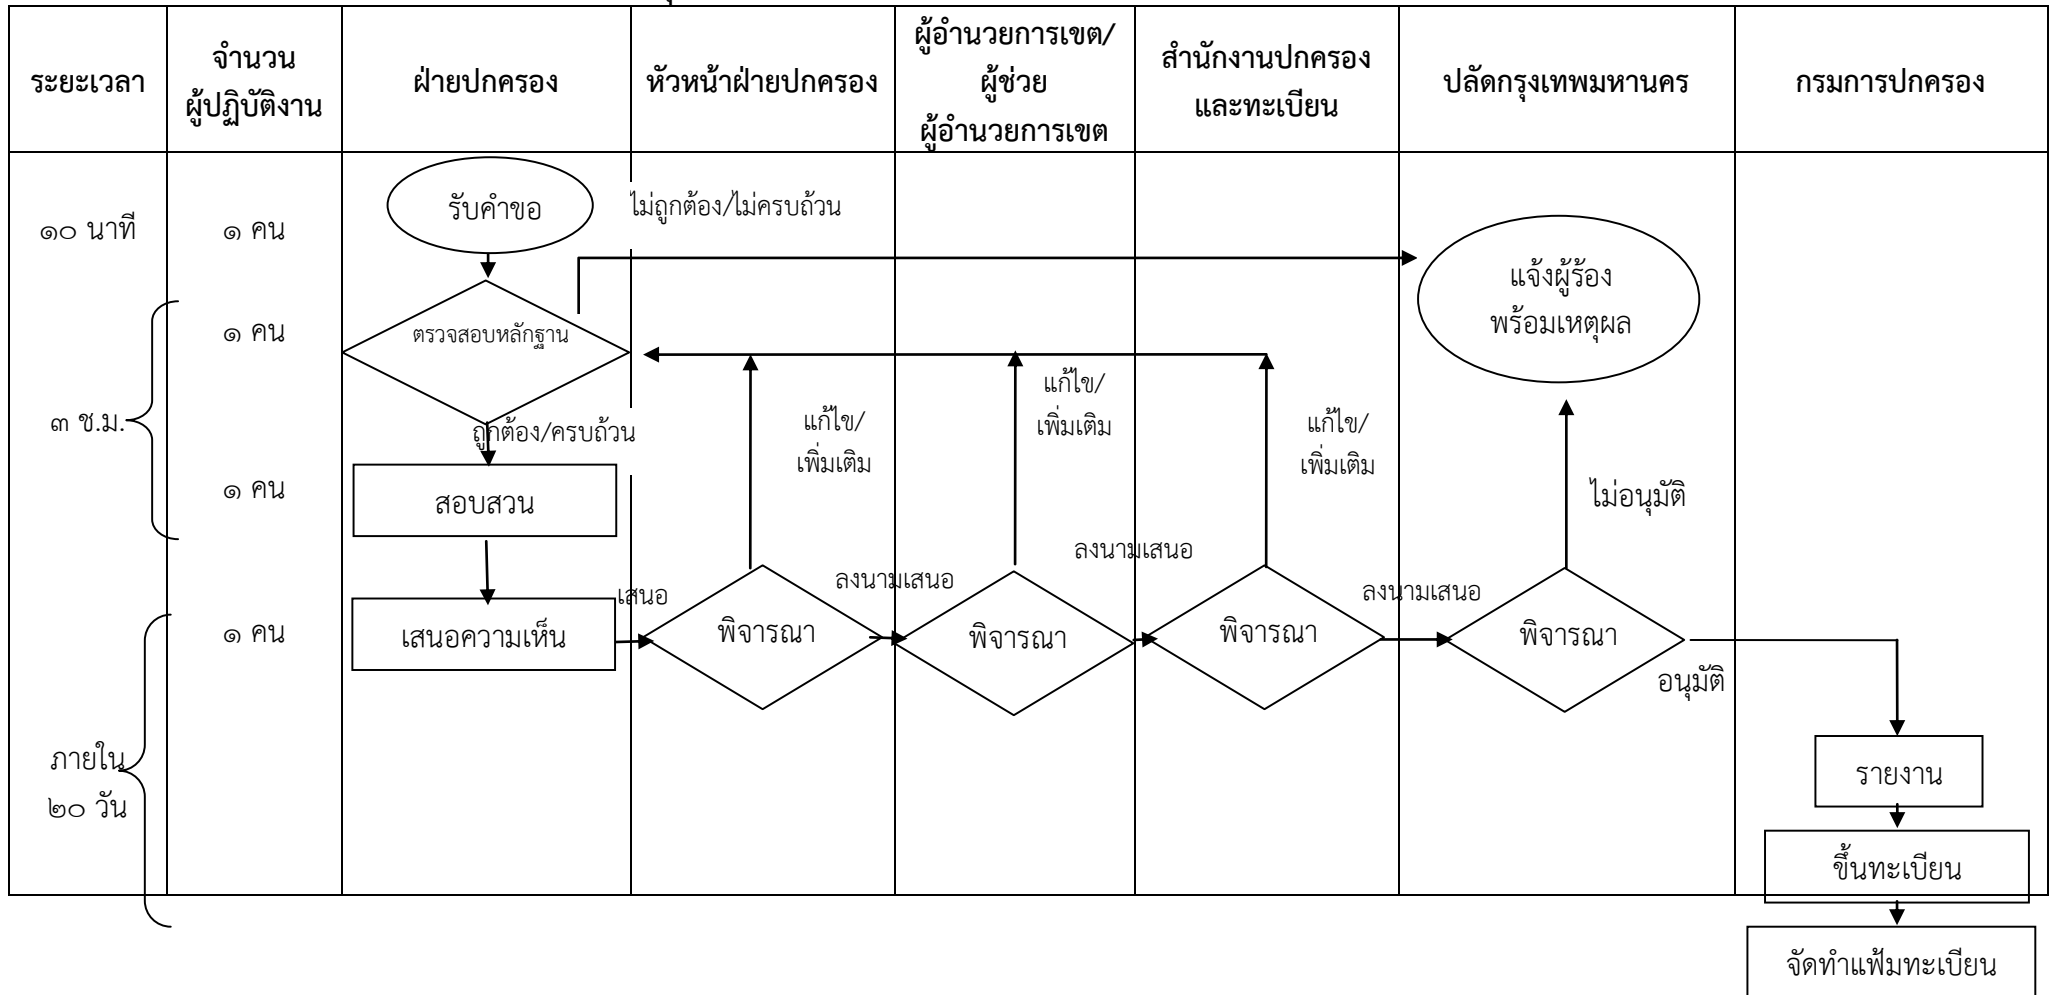 ระยะเวลา
จำนวน
ผู้ปฏิบัติงาน
ฝ่ายปกครอง
หัวหน้าฝ่ายปกครอง
ผู้อำนวยการเขต/
ผู้ช่วย
ผู้อำนวยการเขต
สำนักงานปกครอง
และทะเบียน
ปลัดกรุงเทพมหานคร
กรมการปกครอง
รับคำขอ
ไม่ถูกต้อง/ไม่ครบถ้วน
๑๐ นาที
๑ คน
แจ้งผู้ร้อง
พร้อมเหตุผล
๑ คน
ตรวจสอบหลักฐาน
๓ ช.ม.
ถูกต้อง/ครบถ้วน
แก้ไข/
เพิ่มเติม
แก้ไข/
เพิ่มเติม
แก้ไข/
เพิ่มเติม
๑ คน
สอบสวน
ไม่อนุมัติ
เสนอ
ลงนามเสนอ
ลงนามเสนอ
ลงนามเสนอ
๑ คน
เสนอความเห็น
พิจารณา
พิจารณา
พิจารณา
พิจารณา
อนุมัติ
ภายใน
๒๐ วัน
รายงาน
ขึ้นทะเบียน
จัดทำแฟ้มทะเบียน